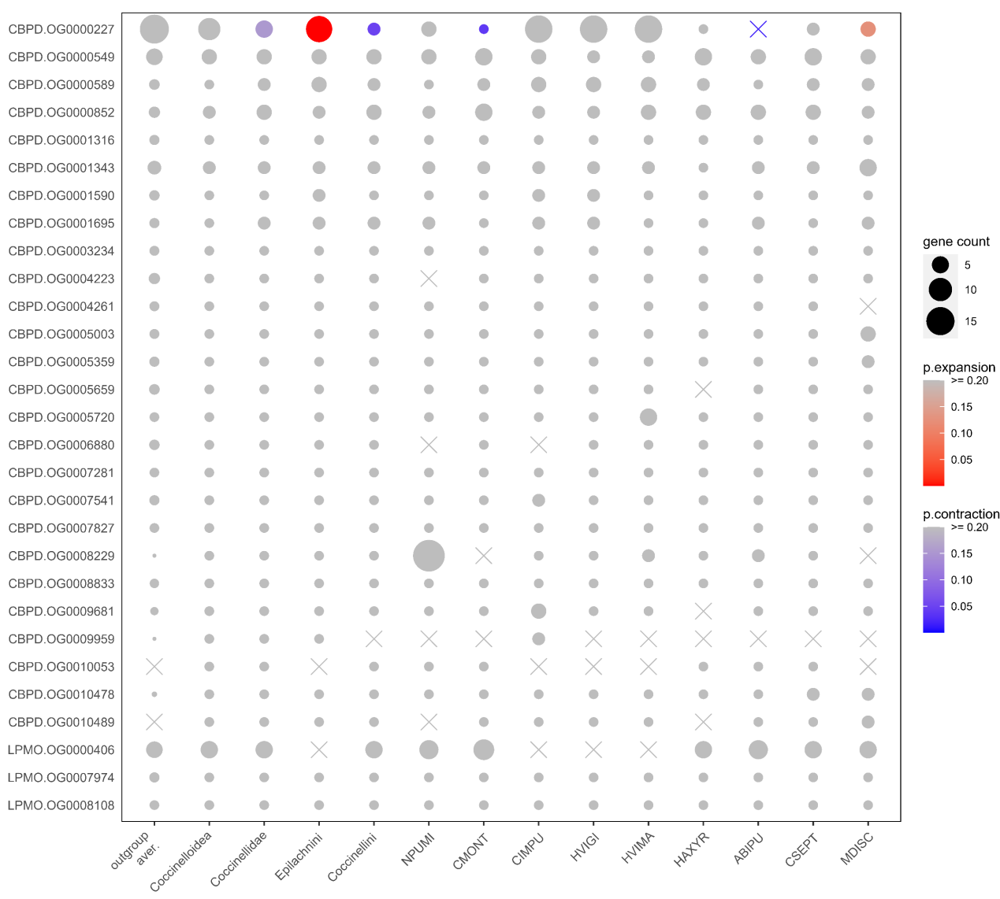 CBPD.OG0000227
CBPD.OG0000549
CBPD.OG0000589
CBPD.OG0000852
CBPD.OG0001316
CBPD.OG0001343
CBPD.OG0001590
CBPD.OG0001695
CBPD.OG0003234
CBPD.OG0004223
CBPD.OG0004261
CBPD.OG0005003
CBPD.OG0005359
CBPD.OG0005659
CBPD.OG0005720
CBPD.OG0006880
CBPD.OG0007281
CBPD.OG0007541
CBPD.OG0007827
CBPD.OG0008229
CBPD.OG0008833
CBPD.OG0009681
CBPD.OG0009959
CBPD.OG0010053
CBPD.OG0010478
CBPD.OG0010489
LPMO.OG0000406
LPMO.OG0007974
LPMO.OG0008108
outgroup
aver.
Coccinelloidea
Coccinellidae
Epilachnini
Coccinellini
NPUMI
CMONT
CIMPU
HVIGI
HVIMA
HAXYR
ABIPU
CSEPT
MDISC
gene count
5
10
15
p.expansion
>= 0.20
0.15
0.10
0.05
p.contraction
>= 0.20
0.15
0.10
0.05